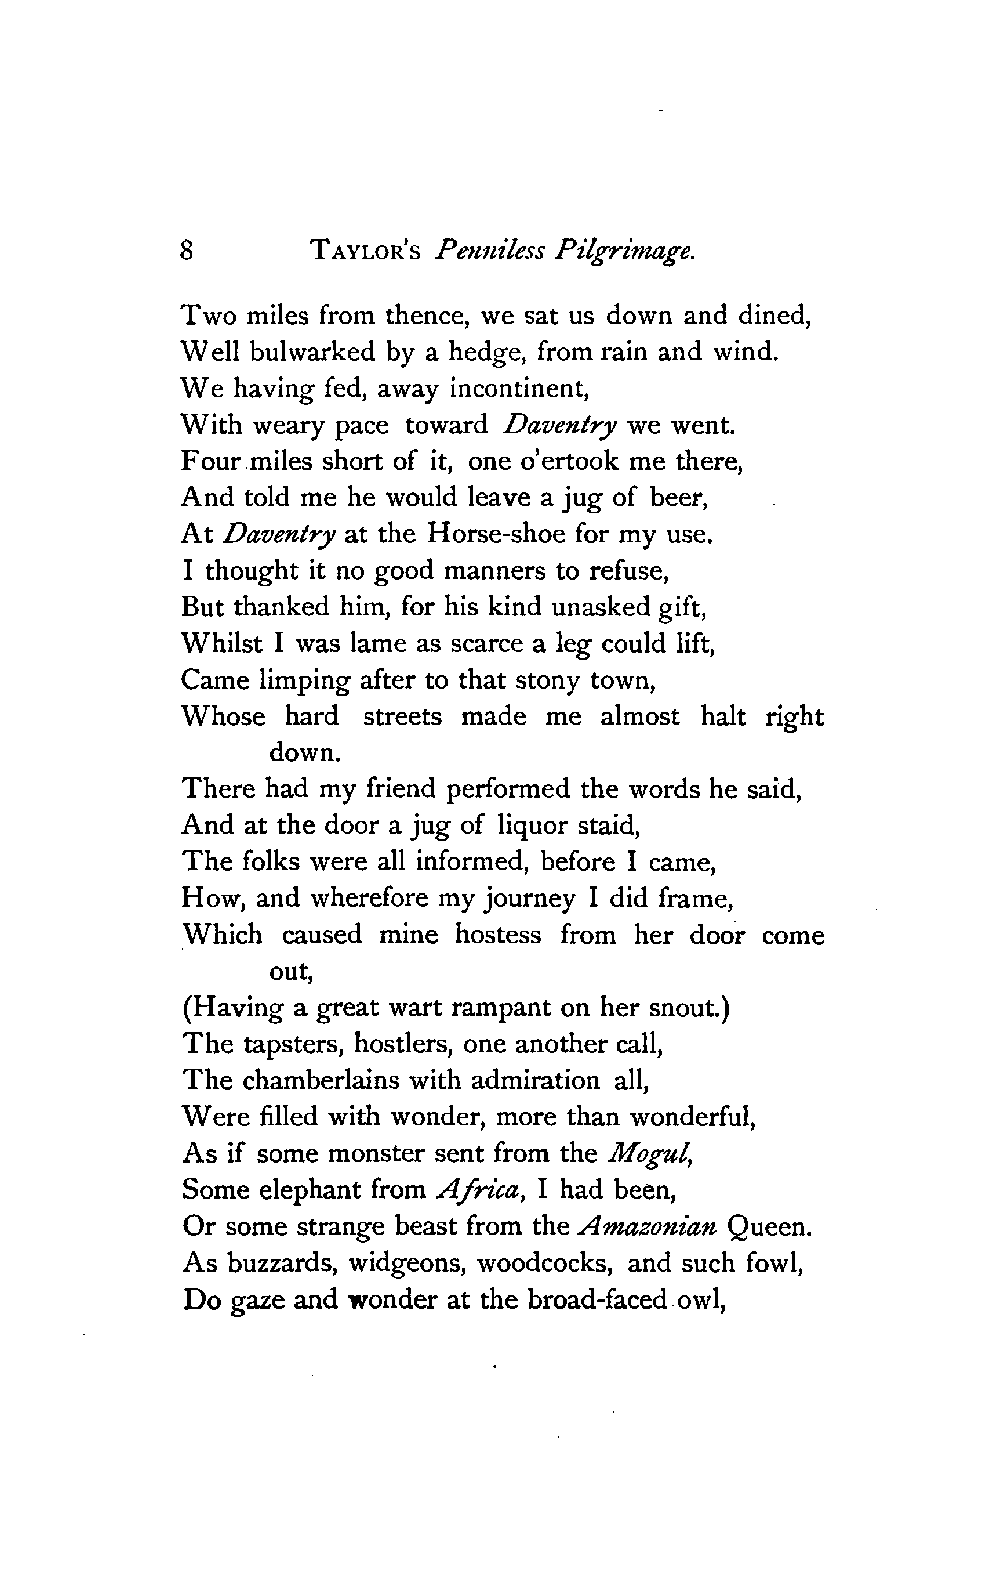 8 TAYLOR'S Penniless Pilgrimage.
Two miles from thence, we sat us down and dined,
Well bulwarked by a hedge, from rain and wind.
We having fed, away incontinent,
With weary pace toward Daventry we went.
Four miles short of it, one o'ertook me there,
And told me he would leave a jug of beer,
At Daventry at the Horse-shoe for my use.
I thought it no good manners to refuse,
But thanked him, for his kind unasked gift,
Whilst I was lame as scarce a leg could lift,
Came limping after to that stony town,
Whose hard streets made me almost halt right
down.
There had my friend performed the words he said,
And at the door a jug of liquor staid,
The folks were all informed, before I came,
How, and wherefore my journey I did frame,
Which caused mine hostess from her door come
out,
(Having a great wart rampant on her snout.)
The tapsters, hostlers, one another call,
The chamberlains with admiration all,
Were filled with wonder, more than wonderful,
As if some monster sent from the Mogul,
Some elephant from Africa, I had been,
Or some strange beast from the Amazonian Queen.
As buzzards, widgeons, woodcocks, and such fowl,
Do gaze and wonder at the broad-faced owl,